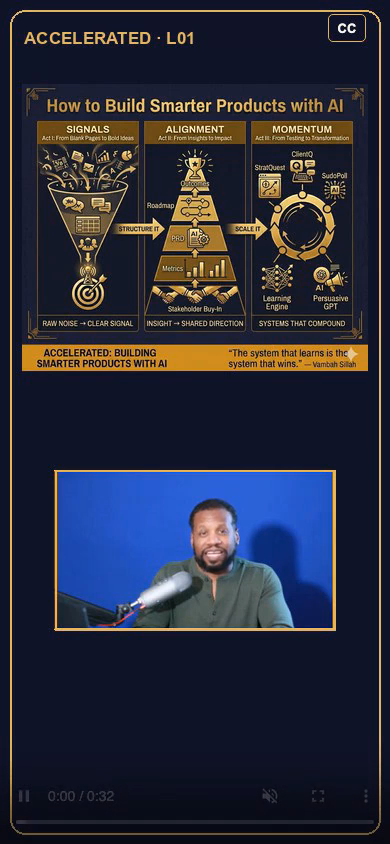 ACCELERATED · L01
CC
How to Build Smarter Products with AI
SIGNALS
Act I: From Blank Pages to Bold Ideas
ALIGNMENT
Act II: From Insights to Impact
MOMENTUM
Act III: From Testing to Transformation
STRUCTURE IT
Outcomes
Roadmap
PRD
Metrics
Stakeholder Buy-In
SCALE IT
ClientQ
StratQuest
SudoPoll
AI
Learning
Engine
AI
Persuasive
GPT
RAW NOISE → CLEAR SIGNAL
INSIGHT → SHARED DIRECTION
SYSTEMS THAT COMPOUND
ACCELERATED: BUILDING
SMARTER PRODUCTS WITH AI
“The system that learns is the
system that wins.” — Vambah Sillah
0:00 / 0:32